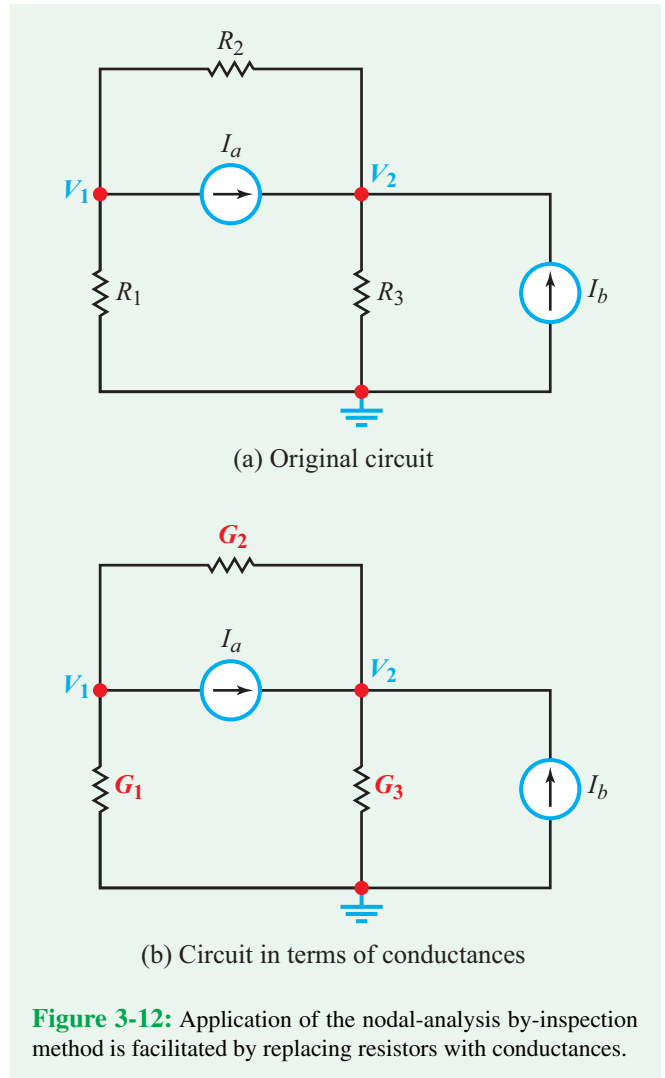 R2
Ia
V1
V2
R1
R3
Ib
(a) Original circuit
G2
Ia
V1
V2
G1
G3
Ib
(b) Circuit in terms of conductances
Figure 3-12: Application of the nodal-analysis by-inspection
method is facilitated by replacing resistors with conductances.